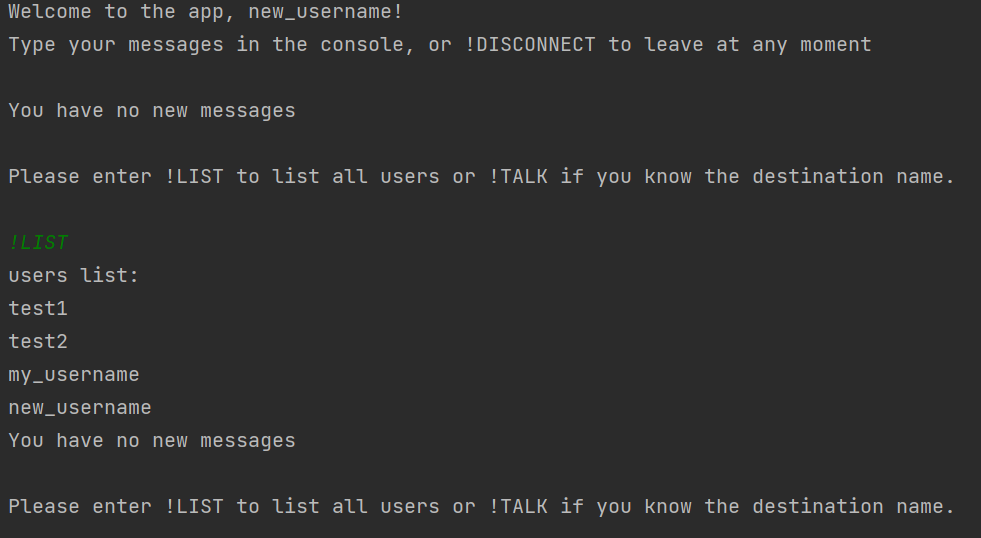 Welcome to the app, new_username!
Type your messages in the console, or !DISCONNECT to leave at any moment
You have no new messages
Please enter !LIST to list all users or !TALK if you know the destination name.
!LIST
users list:
test1
test2
my_username
new_username
You have no new messages
Please enter !LIST to list all users or !TALK if you know the destination name.